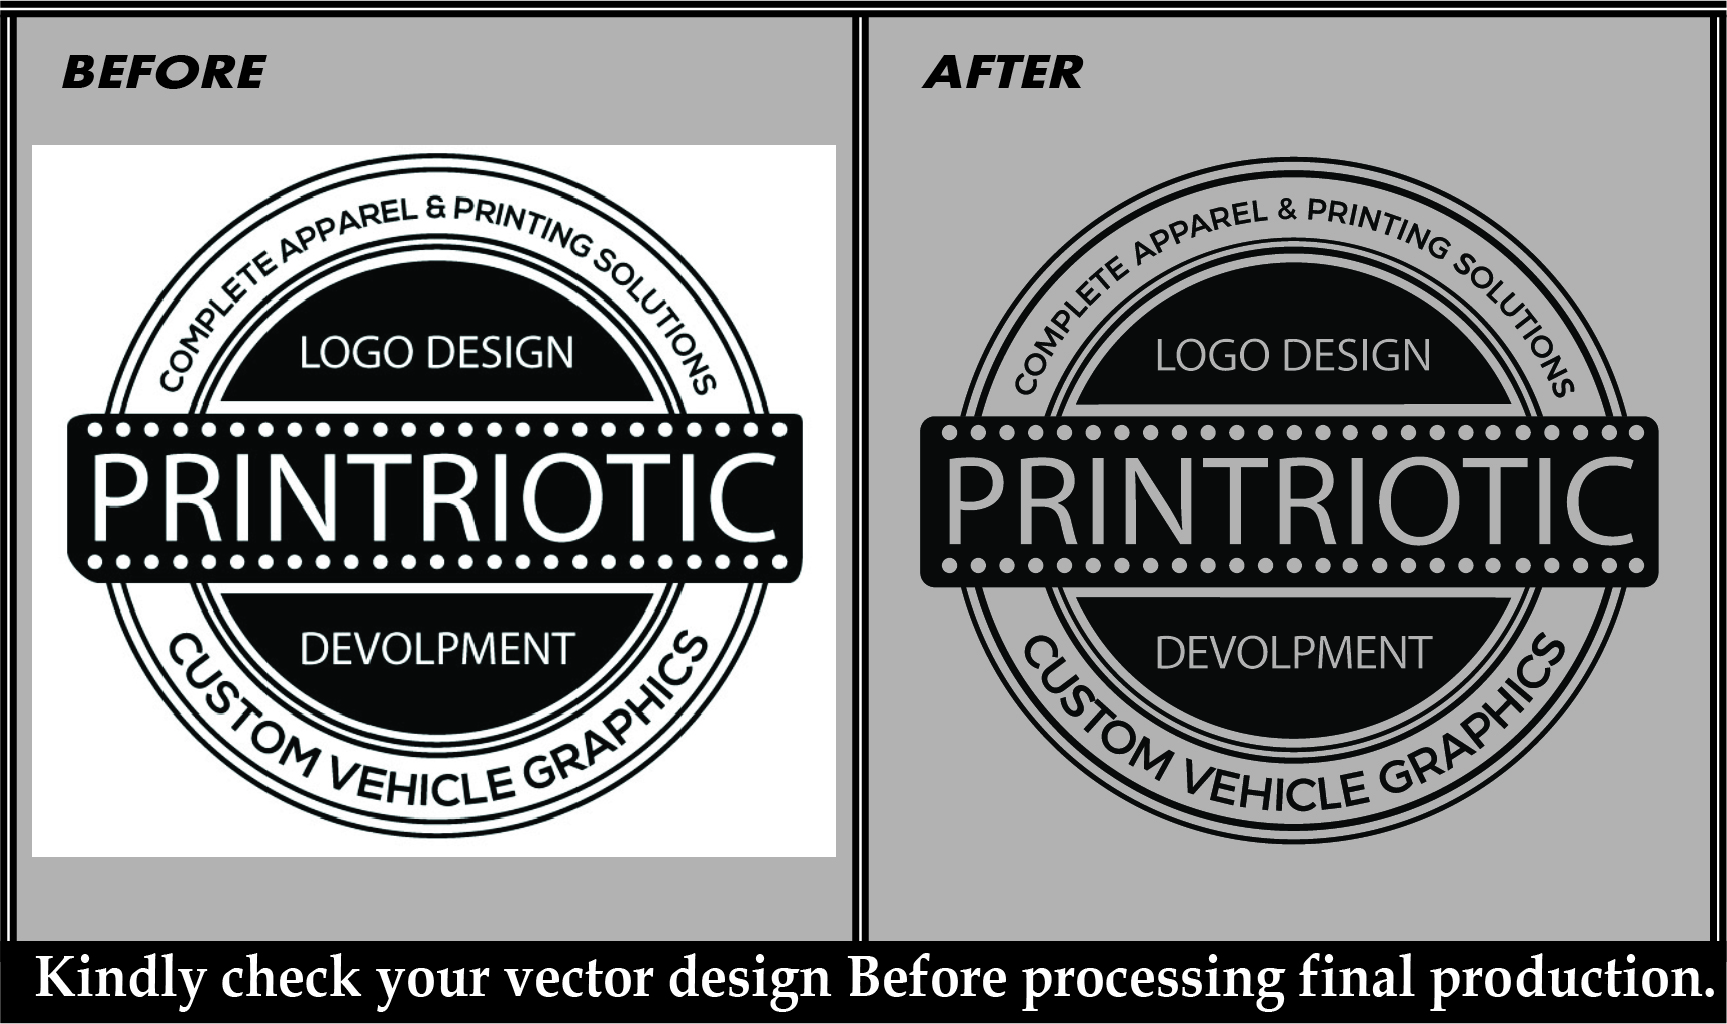 BEFORE
COMPLETE APPAREL & PRINTING SOLUTIONS
LOGO DESIGN
PRINTRIOTIC
DEVOLPMENT
CUSTOM VEHICLE GRAPHICS
AFTER
COMPLETE APPAREL & PRINTING SOLUTIONS
LOGO DESIGN
PRINTRIOTIC
DEVOLPMENT
CUSTOM VEHICLE GRAPHICS
Kindly check your vector design Before processing final production.